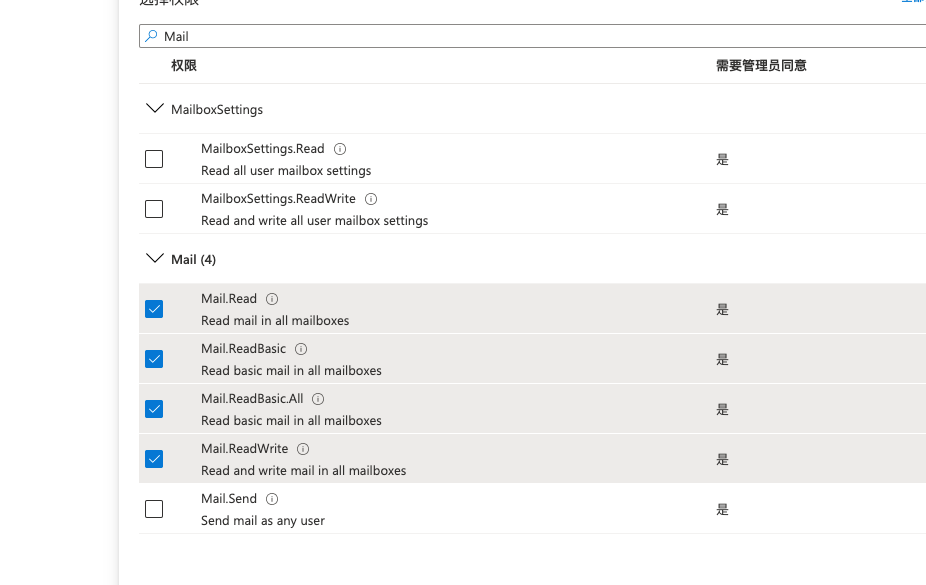 选择权限
Mail
权限 需要管理员同意
MailboxSettings
MailboxSettings.Read
Read all user mailbox settings
是
MailboxSettings.ReadWrite
Read and write all user mailbox settings
是
Mail (4)
Mail.Read
Read mail in all mailboxes
是
Mail.ReadBasic
Read basic mail in all mailboxes
是
Mail.ReadBasic.All
Read basic mail in all mailboxes
是
Mail.ReadWrite
Read and write mail in all mailboxes
是
Mail.Send
Send mail as any user
是